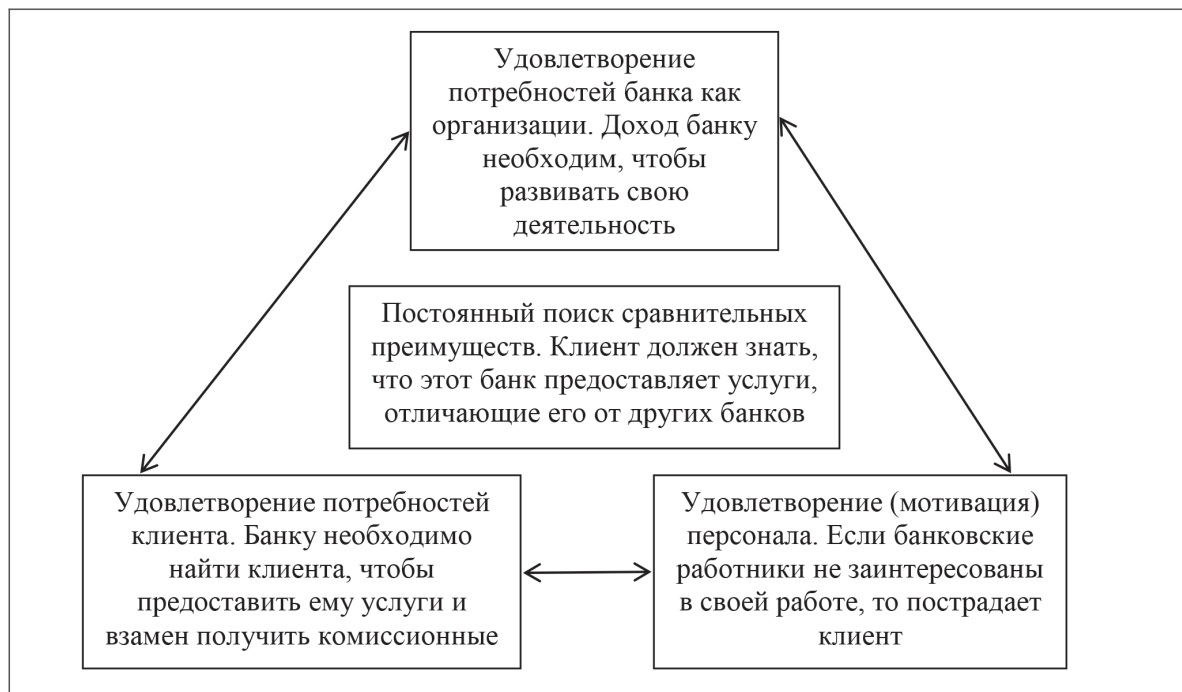 Удовлетворение
потребностей банка как
организации. Доход банку
необходим, чтобы
развивать свою
деятельность
Постоянный поиск сравнительных
преимуществ. Клиент должен знать,
что этот банк предоставляет услуги,
отличающие его от других банков
Удовлетворение потребностей
клиента. Банку необходимо
найти клиента, чтобы
предоставить ему услуги и
взамен получить комиссионные
Удовлетворение (мотивация)
персонала. Если банковские
работники не заинтересованы
в своей работе, то пострадает
клиент